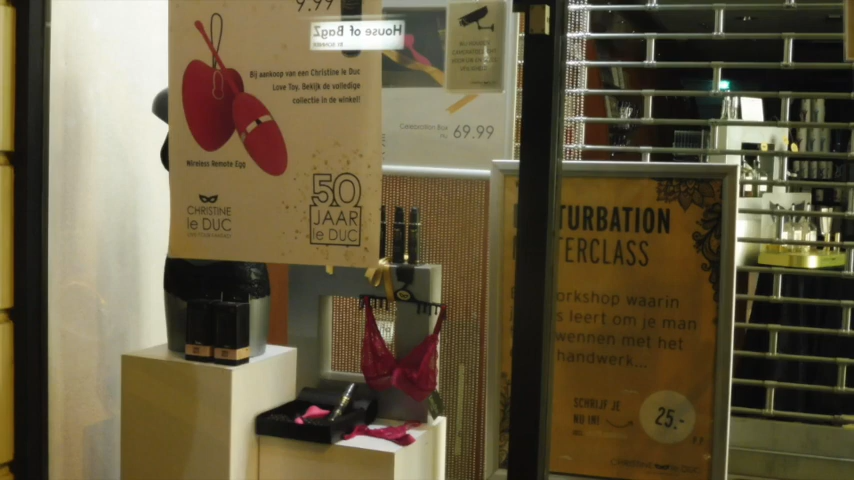 9.99
House of BagZ
Bij aankoop van een Christine le Duc
Love Toy. Bekijk de volledige
collectie in de winkel!
Wireless Remote Egg
CHRISTINE
le DUC
50
JAAR
le DUC
Celebration Box
69.99
TURBATION
TERCLASS
orkshop waarin
s leert om je man
wennen met het
handwerk...
SCHRIJF JE
NU IN!
25.-
CHRISTINE le DUC